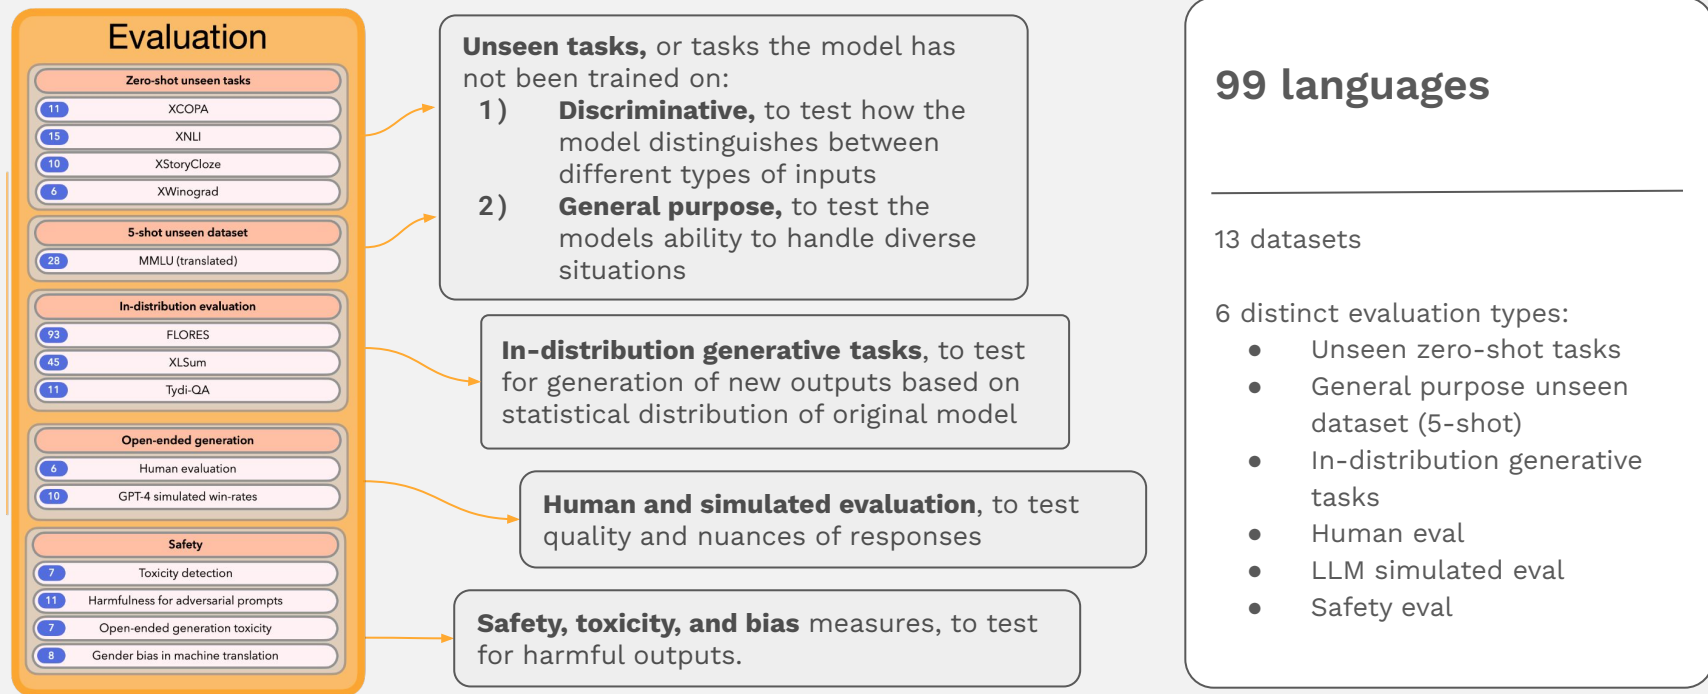 Evaluation
Zero-shot unseen tasks
11 XCOPA
15 XNLI
10 XStoryCloze
6 XWinograd
5-shot unseen dataset
28 MMLU (translated)
In-distribution evaluation
93 FLORES
45 XLSum
11 Tydi-QA
Open-ended generation
6 Human evaluation
10 GPT-4 simulated win-rates
Safety
7 Toxicity detection
11 Harmfulness for adversarial prompts
7 Open-ended generation toxicity
8 Gender bias in machine translation
Unseen tasks, or tasks the model has
not been trained on:
1) Discriminative, to test how the
model distinguishes between
different types of inputs
2) General purpose, to test the
models ability to handle diverse
situations
In-distribution generative tasks, to test
for generation of new outputs based on
statistical distribution of original model
Human and simulated evaluation, to test
quality and nuances of responses
Safety, toxicity, and bias measures, to test
for harmful outputs.
99 languages
13 datasets
6 distinct evaluation types:
● Unseen zero-shot tasks
● General purpose unseen
dataset (5-shot)
● In-distribution generative
tasks
● Human eval
● LLM simulated eval
● Safety eval